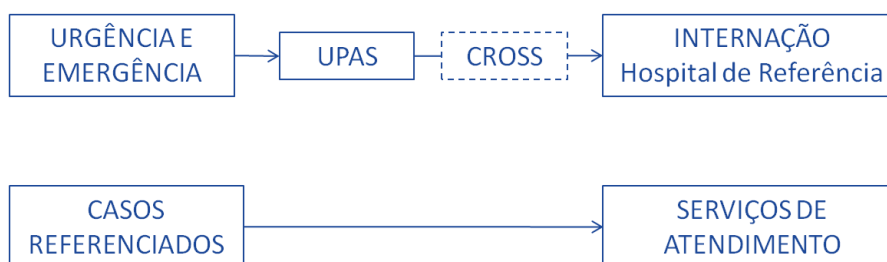 URGÊNCIA E
EMERGÊNCIA
UPAS
CROSS
INTERNAÇÃO
Hospital de Referência
CASOS
REFERENCIADOS
SERVIÇOS DE
ATENDIMENTO